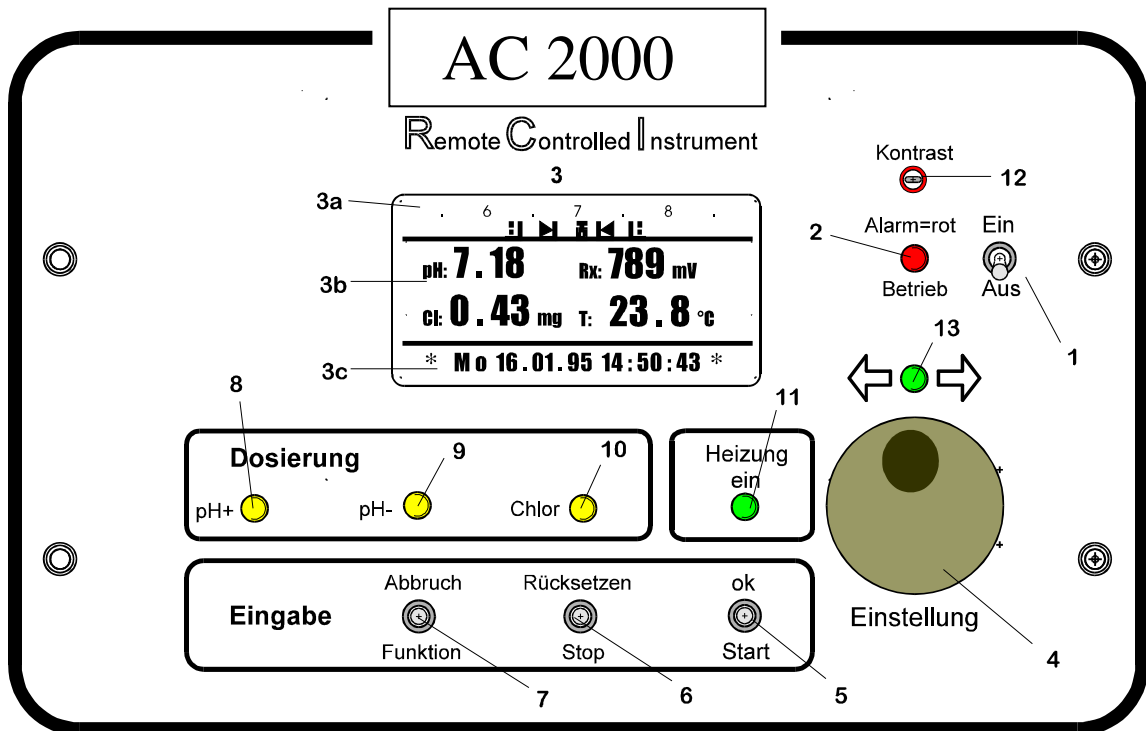 AC 2000
Remote Controlled Instrument
Kontrast
12
3
3a
. 6 . 7 . 8 .
2
Alarm=rot
Ein
pH: 7.18 Rx: 789 mV
3b
Betrieb
Aus
Cl: 0.43 mg T: 23.8 °C
13
1
* Mo 16.01.95 14:50:43 *
3c
8
11
Dosierung
9
10
Heizung
ein
pH+
pH-
Chlor
Abbruch
Rücksetzen
ok
Eingabe
Einstellung
Funktion
Stop
Start
4
7
6
5